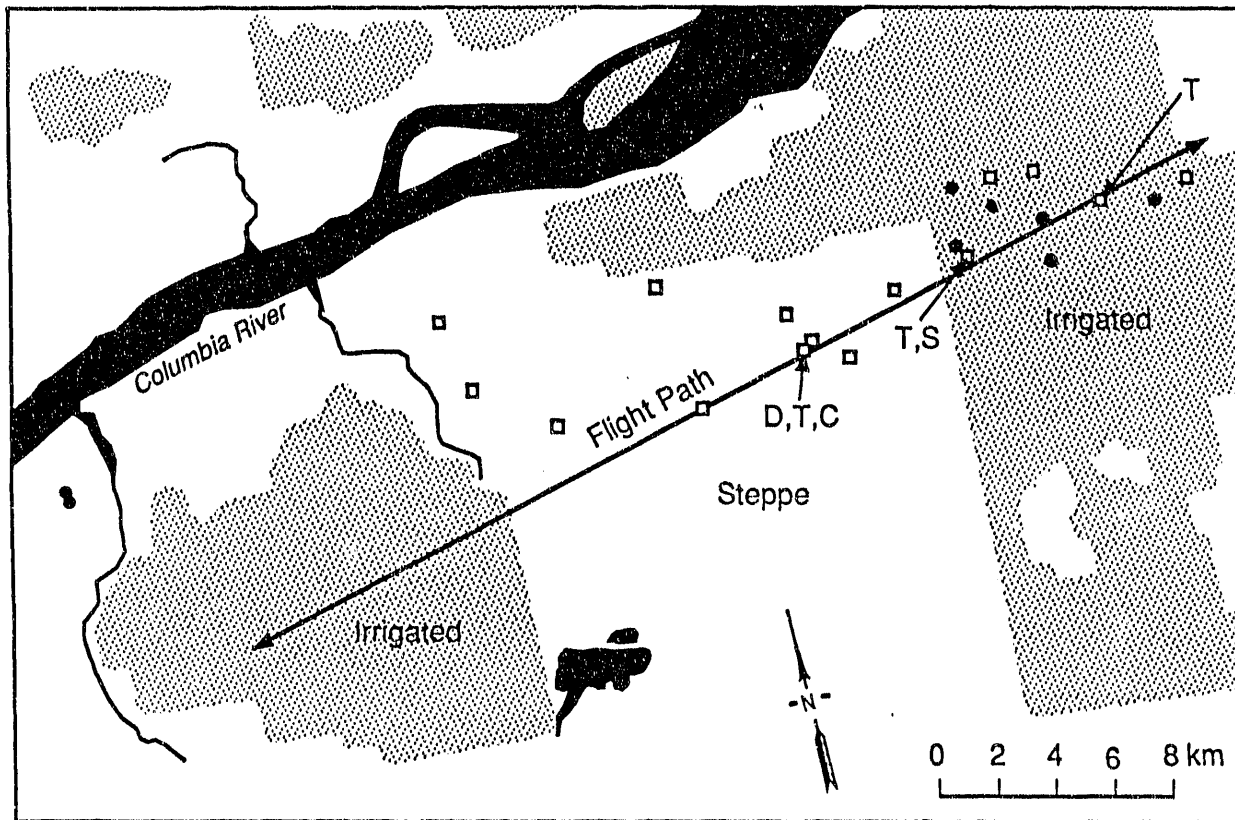 T
Columbia River
Irrigated
T,S
Flight Path
D,T,C
Steppe
Irrigated
N
0 2 4 6 8 km